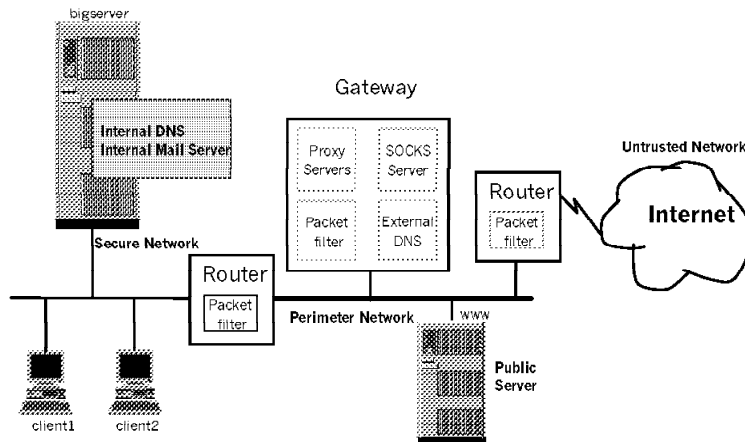 bigserver
Internal DNS
Internal Mail Server
Secure Network
Gateway
Proxy
Servers
SOCKS
Server
Packet
filter
External
DNS
Router
Packet
filter
Untrusted Network
Internet
Router
Packet
filter
Perimeter Network
www
Public
Server
client1
client2